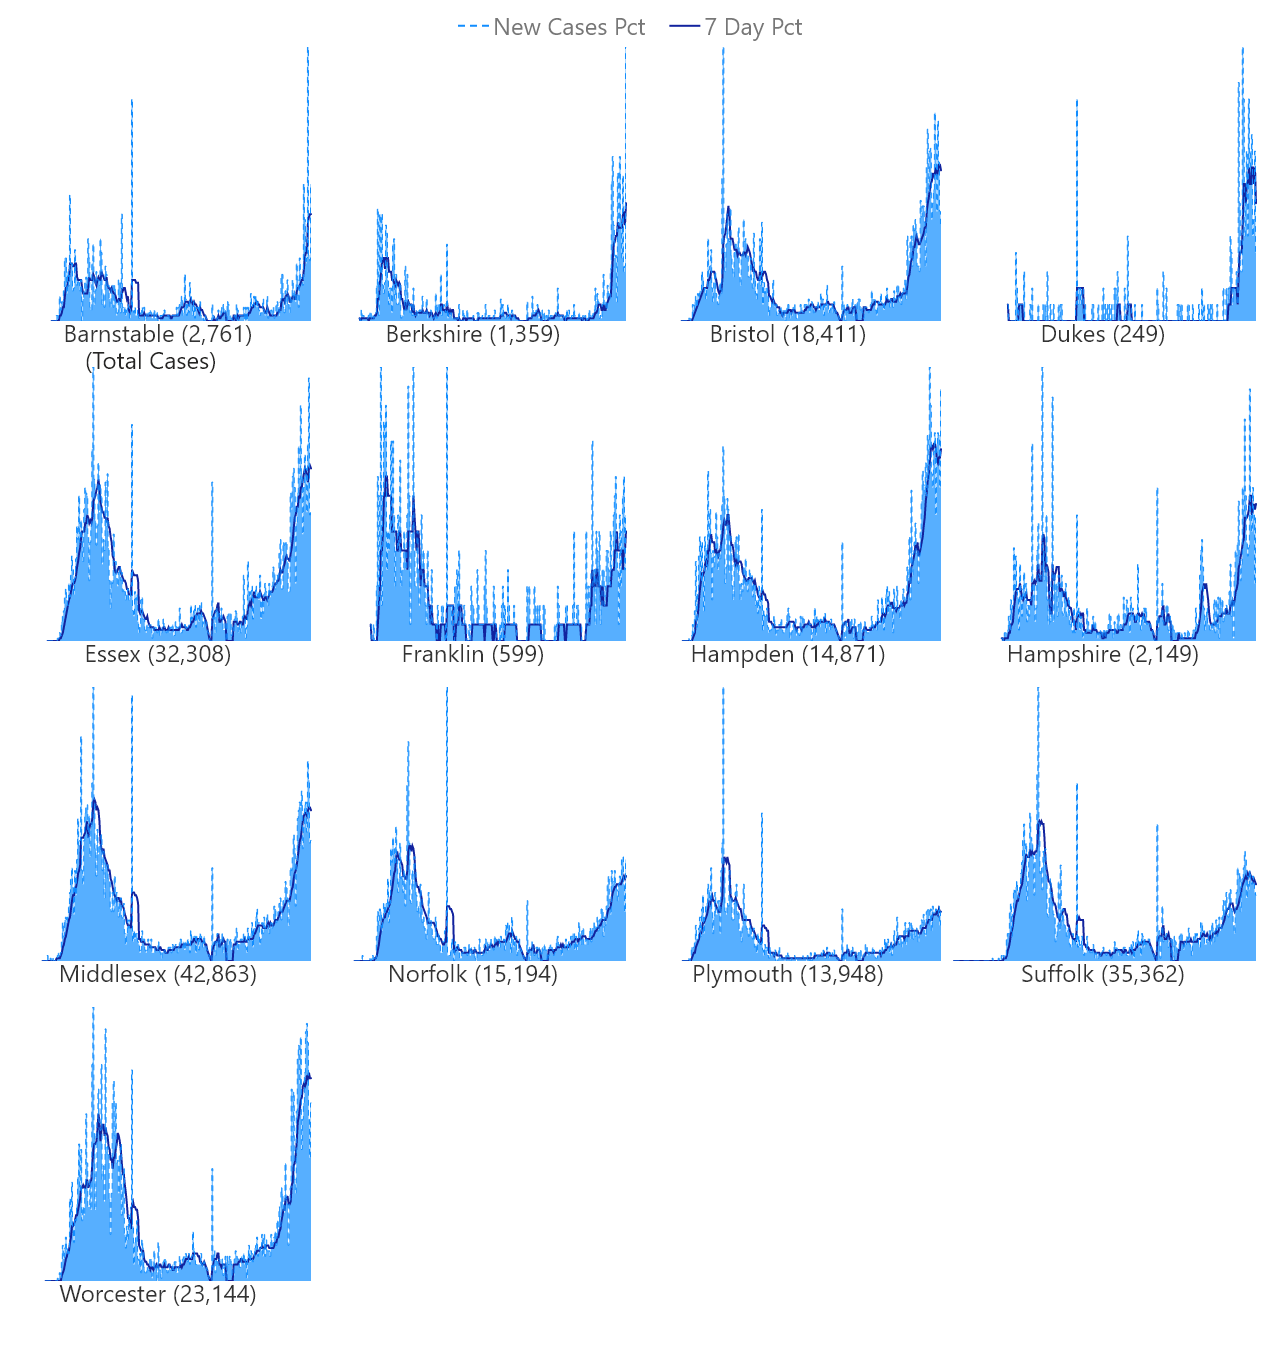 New Cases Pct 7 Day Pct
Barnstable (2,761) Berkshire (1,359) Bristol (18,411) Dukes (249)
(Total Cases)
Essex (32,308) Franklin (599) Hampden (14,871) Hampshire (2,149)
Middlesex (42,863) Norfolk (15,194) Plymouth (13,948) Suffolk (35,362)
Worcester (23,144)